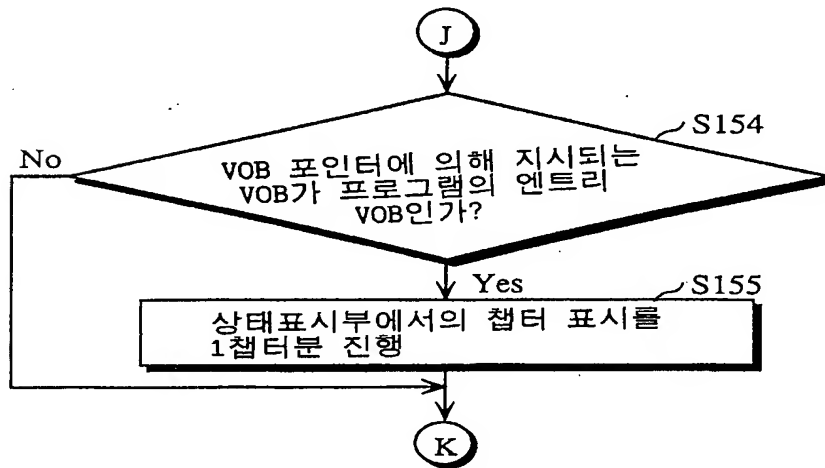 J
S154
No
VOB 포인터에 의해 지시되는
VOB가 프로그램의 엔트리
VOB인가?
Yes
S155
상태표시부에서의 챕터 표시를
1챕터분 진행
K